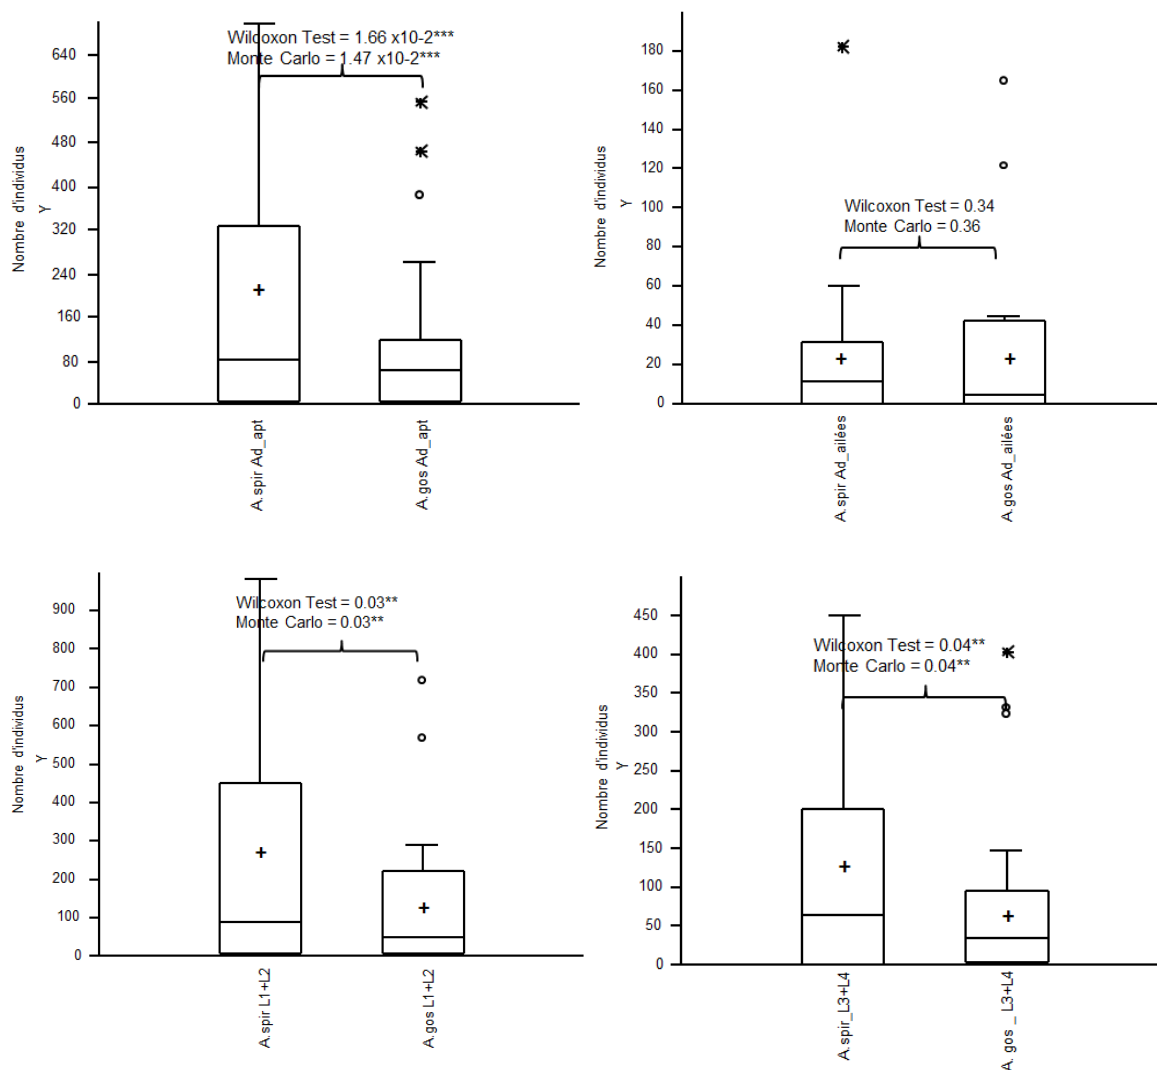 Wilcoxon Test = 1.66 x10-2***
Monte Carlo = 1.47 x10-2***
Nombre d'individus
Y
640
560
480
400
320
240
160
80
0
A.spir Ad_apt
A.gos Ad_apt
Wilcoxon Test = 0.34
Monte Carlo = 0.36
Nombre d'individus
Y
180
160
140
120
100
80
60
40
20
0
A.spir Ad_ailées
A.gos Ad_ailées
Wilcoxon Test = 0.03**
Monte Carlo = 0.03**
Nombre d'individus
Y
900
800
700
600
500
400
300
200
100
0
A.spir L1+L2
A.gos L1+L2
Wilcoxon Test = 0.04**
Monte Carlo = 0.04**
Nombre d'individus
Y
450
400
350
300
250
200
150
100
50
0
A.spir_L3+L4
A. gos _ L3+L4